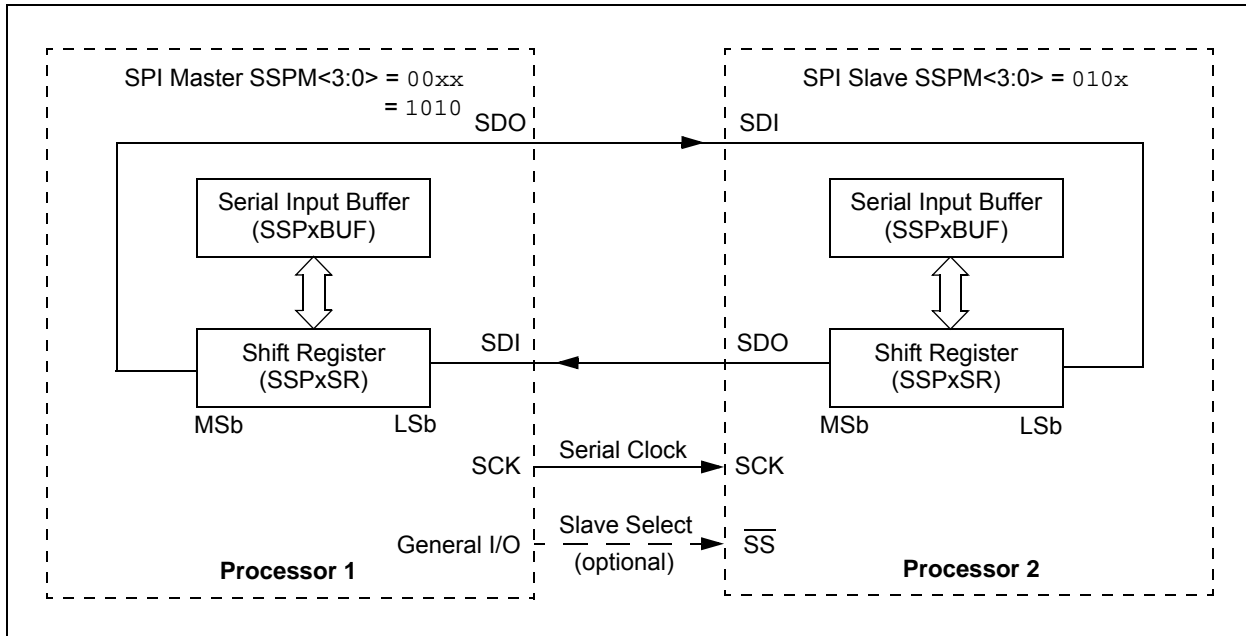 SPI Master SSPM<3:0> = 00xx
= 1010
SDO
Serial Input Buffer
(SSPxBUF)
Shift Register
(SSPxSR)
MSb
LSb
SDI
SCK
General I/O
Processor 1
Serial Clock
Slave Select
(optional)
SPI Slave SSPM<3:0> = 010x
SDI
Serial Input Buffer
(SSPxBUF)
SDO
Shift Register
(SSPxSR)
MSb
LSb
SCK
S̅S̅
Processor 2